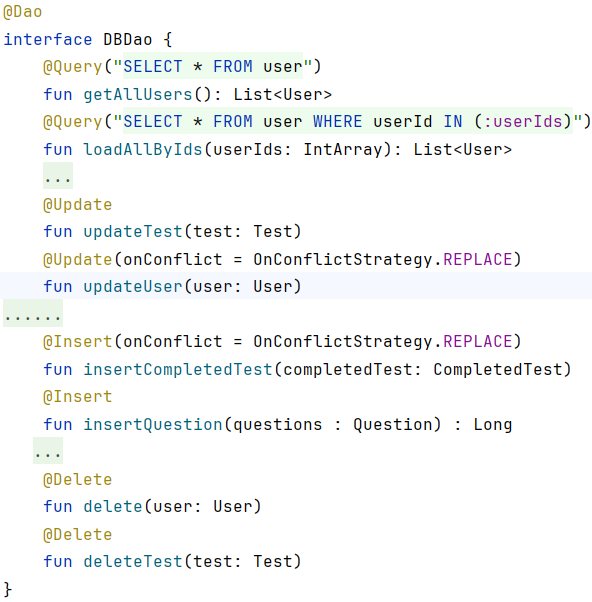 @Dao
interface DBDao {
    @Query("SELECT * FROM user")
    fun getAllUsers(): List<User>
    @Query("SELECT * FROM user WHERE userId IN (:userIds)")
    fun loadAllByIds(userIds: IntArray): List<User>
    ...
    @Update
    fun updateTest(test: Test)
    @Update(onConflict = OnConflictStrategy.REPLACE)
    fun updateUser(user: User)
......
    @Insert(onConflict = OnConflictStrategy.REPLACE)
    fun insertCompletedTest(completedTest: CompletedTest)
    @Insert
    fun insertQuestion(questions : Question) : Long
   ...
    @Delete
    fun delete(user: User)
    @Delete
    fun deleteTest(test: Test)
}